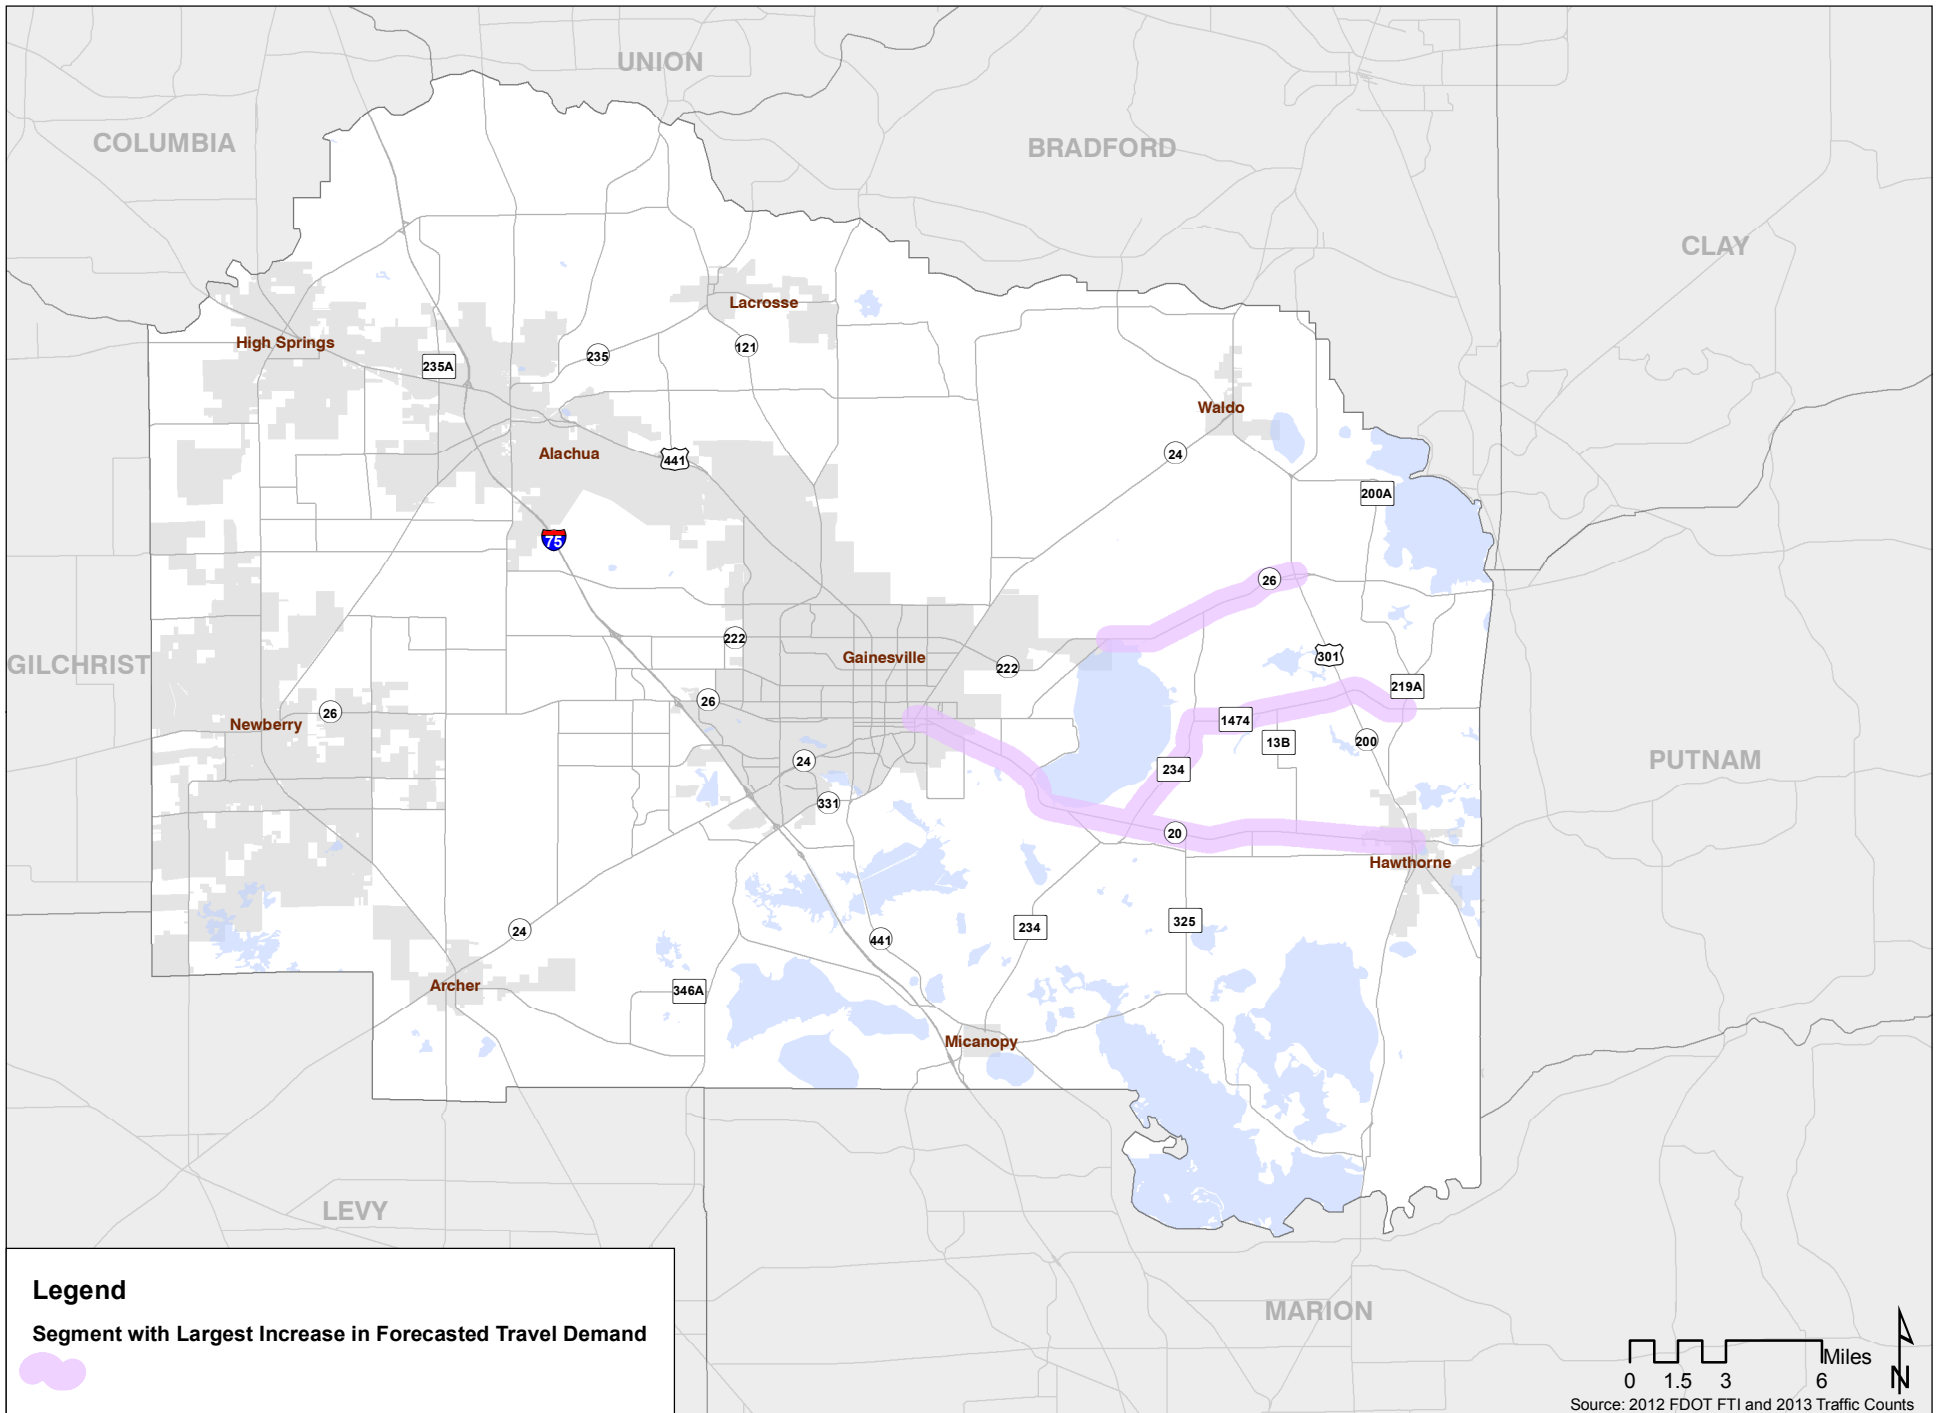 UNION
COLUMBIA
BRADFORD
CLAY
Lacrosse
High Springs
121
235
235A
Waldo
Alachua
441
24
200A
75
26
222
GILCHRIST
Gainesville
301
222
219A
26
26
Newberry
1474
13B
200
PUTNAM
24
234
331
20
Hawthorne
325
234
24
441
Archer
346A
Micanopy
LEVY
MARION
Legend
Segment with Largest Increase in Forecasted Travel Demand
Miles
0 1.5 3 6
N
Source: 2012 FDOT FTI and 2013 Traffic Counts